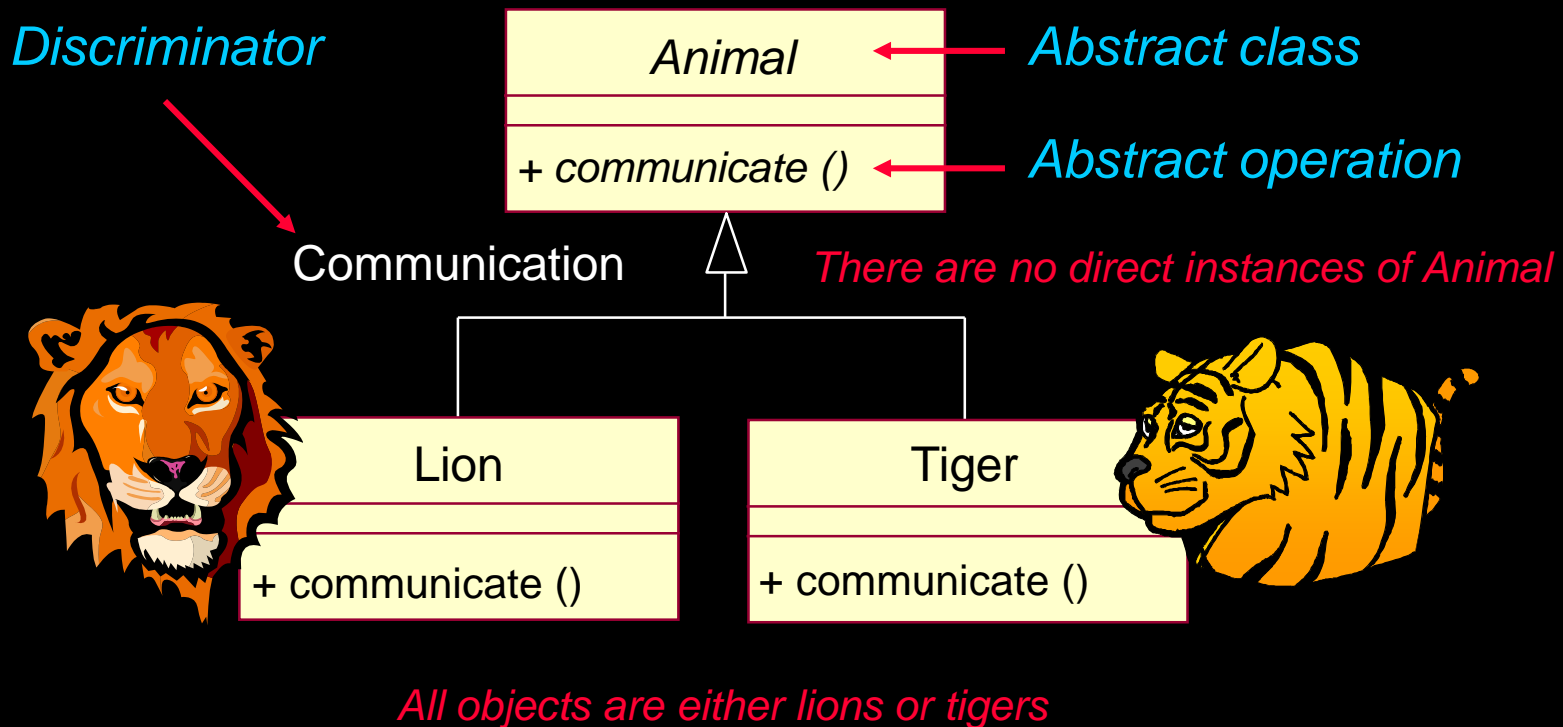 Discriminator
Animal
Abstract class
+ communicate ()
Abstract operation
Communication
There are no direct instances of Animal
Lion
Tiger
+ communicate ()
+ communicate ()
All objects are either lions or tigers